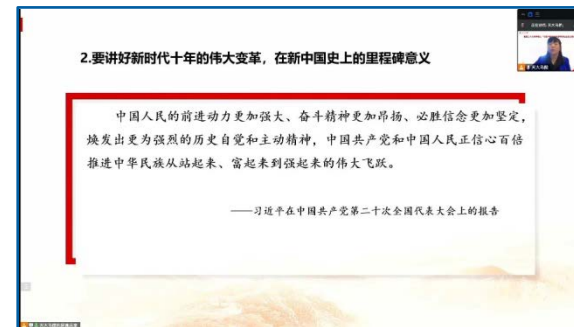 2.要讲好新时代十年的伟大变革，在新中国史上的里程碑意义
中国人民的前进动力更加强大、奋斗精神更加昂扬、必胜信念更加坚定，
焕发出更为强烈的历史自觉和主动精神，中国共产党和中国人民正信心百倍
推进中华民族从站起来、富起来到强起来的伟大飞跃。
——习近平在中国共产党第二十次全国代表大会上的报告